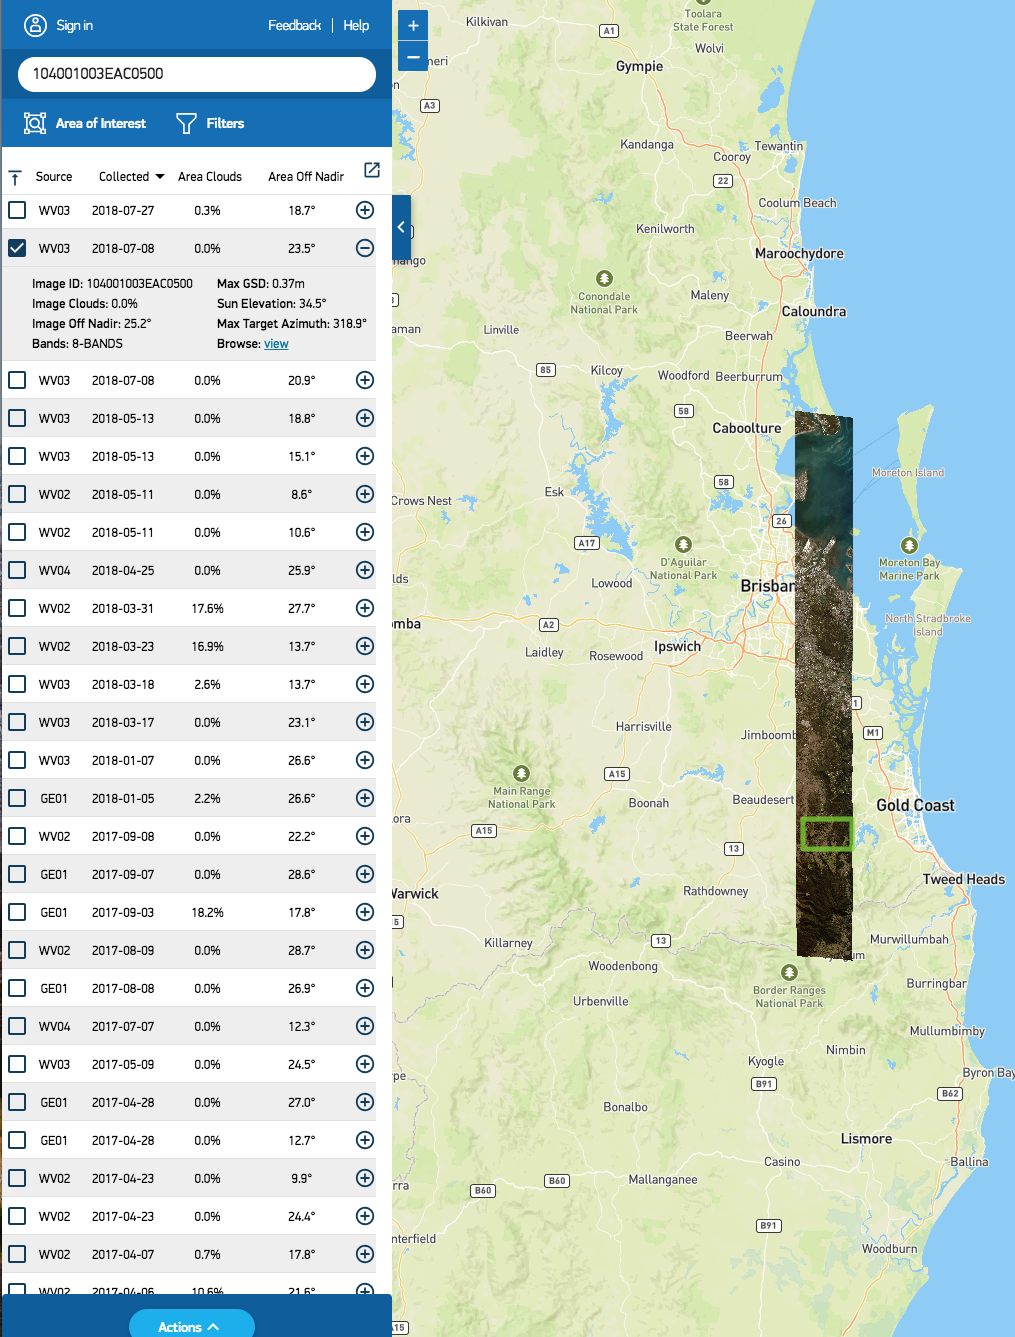 Sign in
Feedback | Help
104001003EAC0500
Area of Interest Filters
Source Collected Area Clouds Area Off Nadir
WV03 2018-07-27 0.3% 18.7°
WV03 2018-07-08 0.0% 23.5°
Image ID: 104001003EAC0500 Max GSD: 0.37m
Image Clouds: 0.0% Sun Elevation: 34.5°
Image Off Nadir: 25.2° Max Target Azimuth: 318.9°
Bands: 8-BANDS Browse: view
WV03 2018-07-08 0.0% 20.9°
WV03 2018-05-13 0.0% 18.8°
WV03 2018-05-13 0.0% 15.1°
WV02 2018-05-11 0.0% 8.6°
WV02 2018-05-11 0.0% 10.6°
WV04 2018-04-25 0.0% 25.9°
WV02 2018-03-31 17.6% 27.7°
WV02 2018-03-23 16.9% 13.7°
WV03 2018-03-18 2.6% 13.7°
WV03 2018-03-17 0.0% 23.1°
WV03 2018-01-07 0.0% 26.6°
GE01 2018-01-05 2.2% 26.6°
WV02 2017-09-08 0.0% 22.2°
GE01 2017-09-07 0.0% 28.6°
GE01 2017-09-03 18.2% 17.8°
WV02 2017-08-09 0.0% 28.7°
GE01 2017-08-08 0.0% 26.9°
WV04 2017-07-07 0.0% 12.3°
WV03 2017-05-09 0.0% 24.5°
GE01 2017-04-28 0.0% 27.0°
GE01 2017-04-28 0.0% 12.7°
WV02 2017-04-23 0.0% 9.9°
WV02 2017-04-23 0.0% 24.4°
WV02 2017-04-07 0.7% 17.8°
WV02 2017-04-06 10.6% 21.6°
Actions
+
−
Toolara
State Forest
Kilkivan
A1
Wolvi
meri
Gympie
A3
Kandanga
Tewantin
Cooroy
22
Coolum Beach
Kenilworth
Maroochydore
nango
Conondale
National Park
Maleny
Caloundra
aman
Linville
Beerwah
85
Kilcoy
Woodford
Beerburrum
58
Caboolture
Moreton Island
58
Esk
Crows Nest
26
A17
D'Aguilar
National Park
Moreton Bay
Marine Park
lds
Lowood
Brisban
North Stradbroke
Island
omba
A2
Laidley
Rosewood
Ipswich
1
Harrisville
Jimboomb
M1
A15
Main Range
National Park
Boonah
Beaudesert
Gold Coast
ora
A15
13
Tweed Heads
Warwick
Rathdowney
15
Killarney
13
Murwillumbah
Woodenbong
gum
Border Ranges
National Park
Burringbar
Urbenville
Mullumbimby
Nimbin
Kyogle
Byron Bay
pe
B91
B62
Bonalbo
Lismore
Casino
Ballina
rra
B60
B60
Mallanganee
B91
nterfield
Woodburn
A15